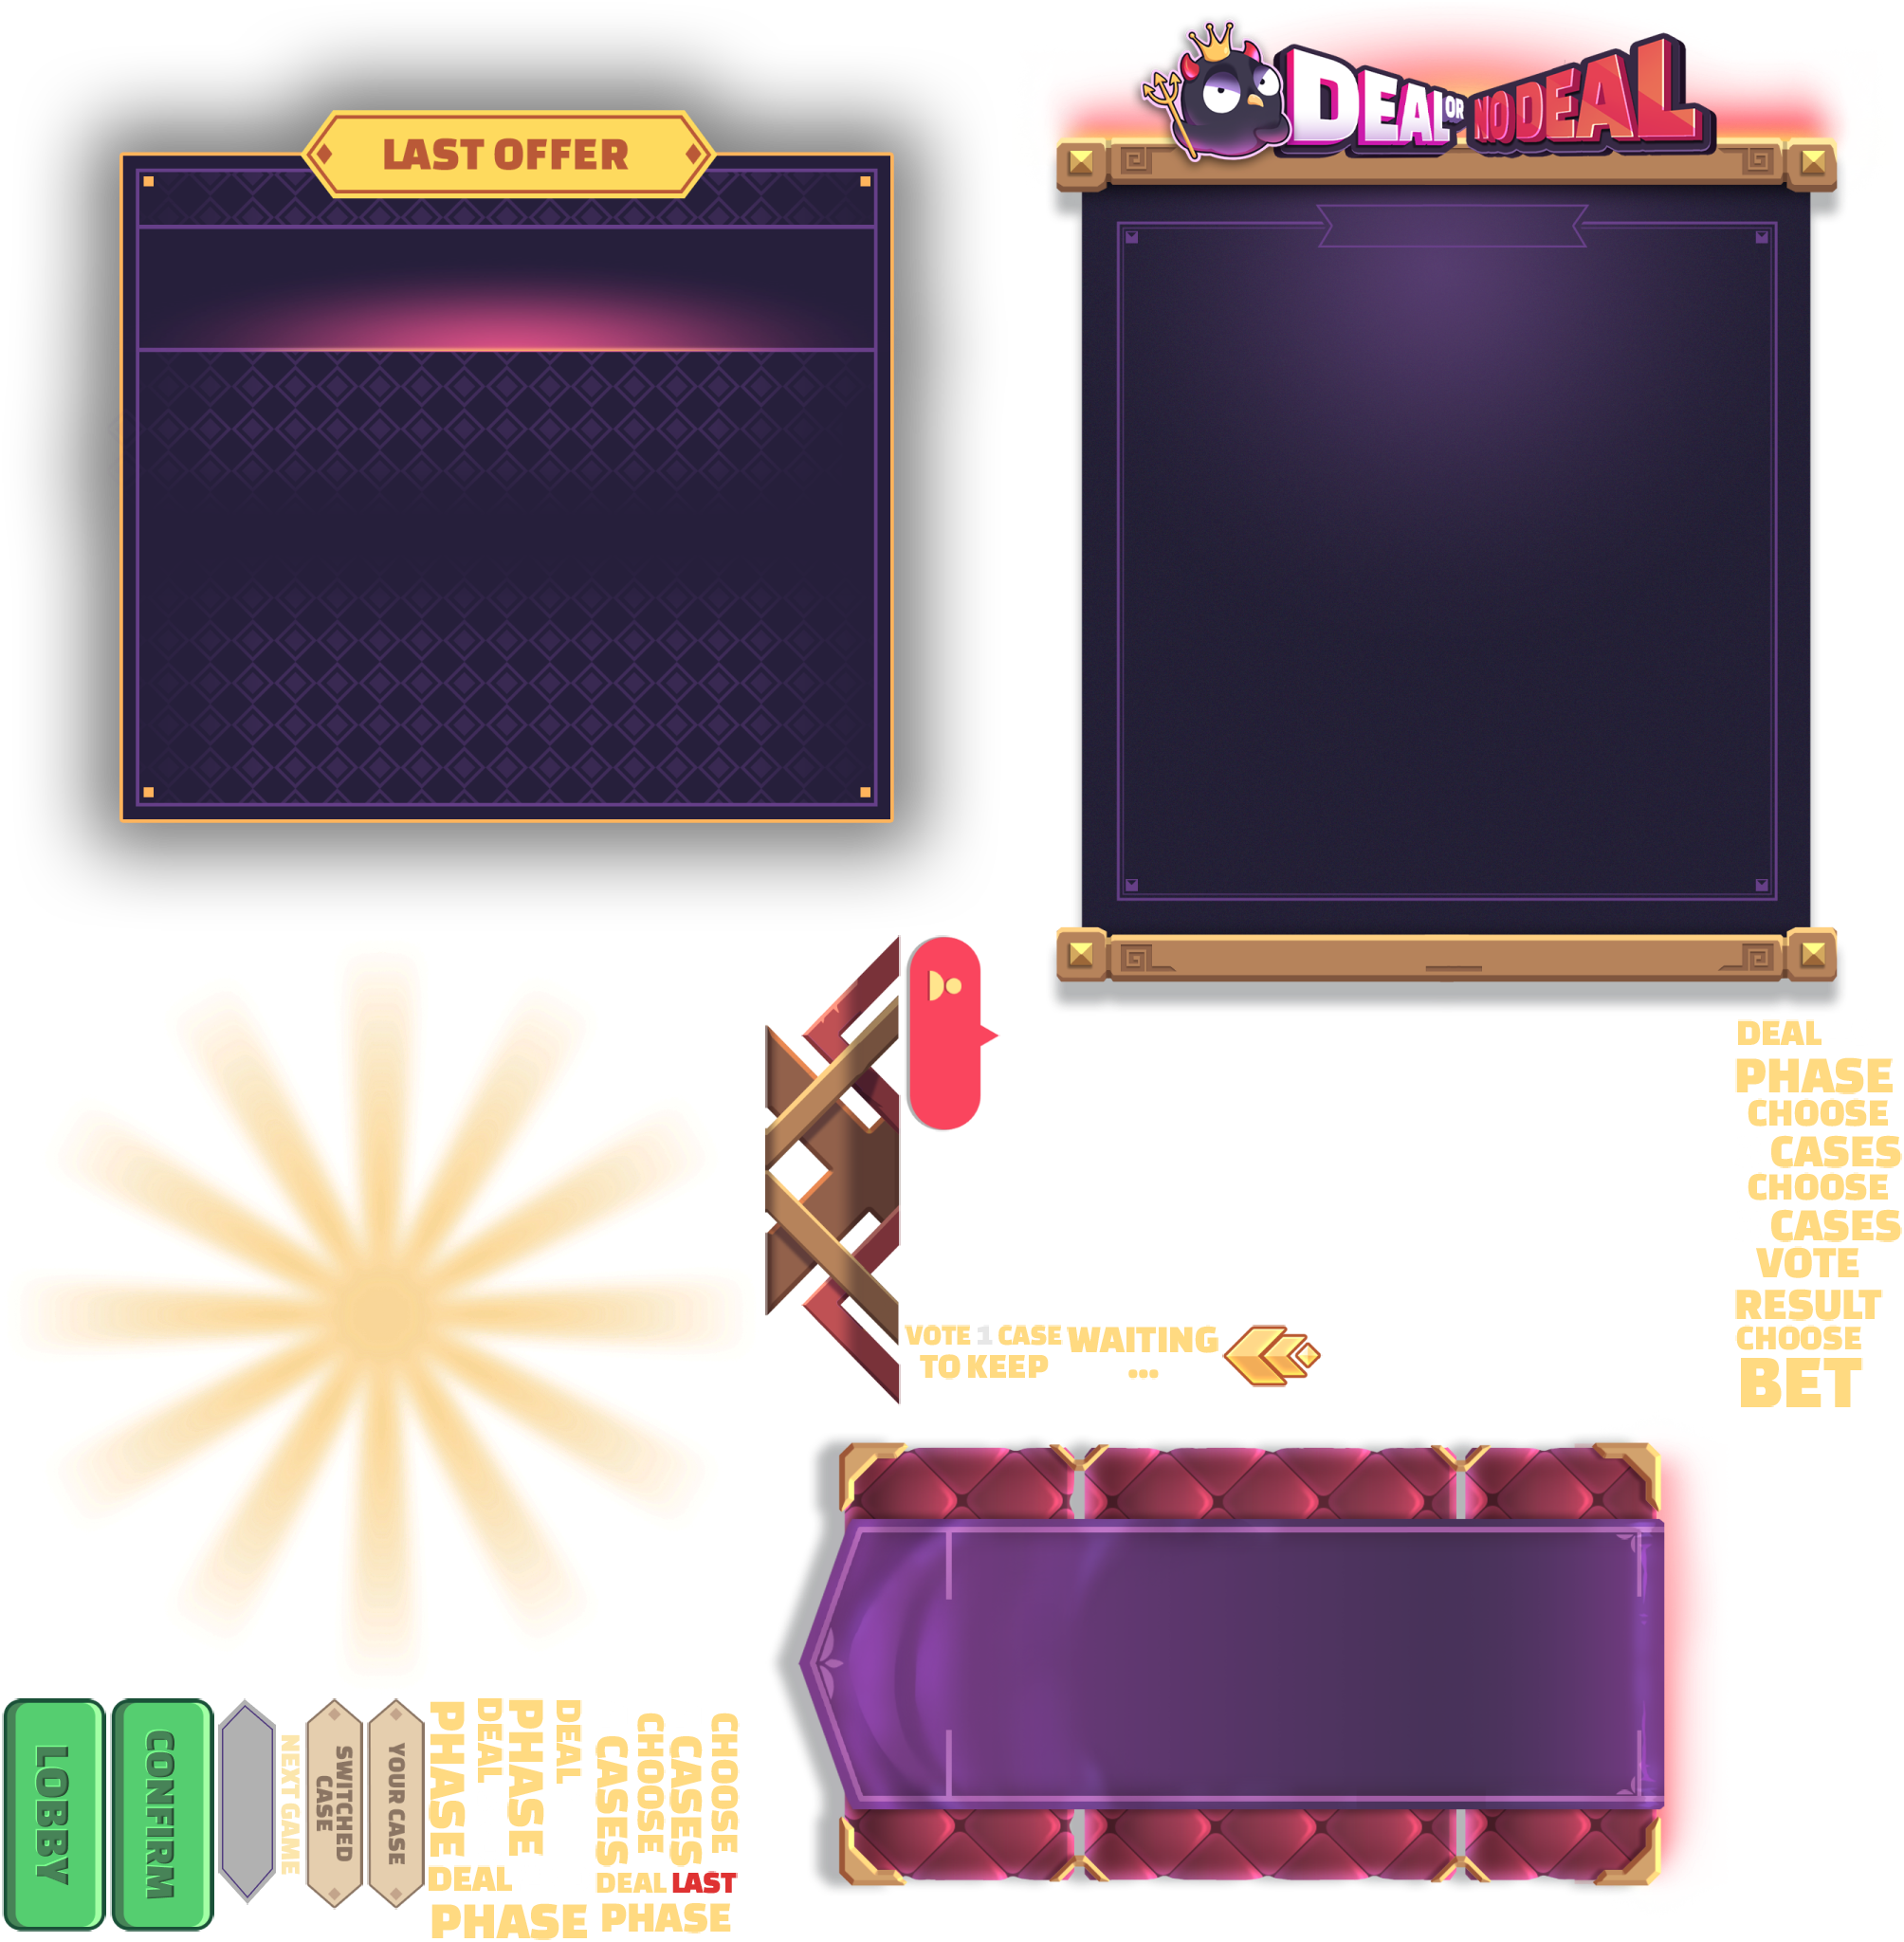 LAST OFFER
DEAL OR NO DEAL
DEAL
PHASE
CHOOSE
CASES
CHOOSE
CASES
VOTE
RESULT
CHOOSE
BET
VOTE 1 CASE
TO KEEP
WAITING
...
LOBBY
CONFIRM
NEXT GAME
SWITCHED
CASE
YOUR CASE
DEAL
PHASE
DEAL
PHASE
CHOOSE
CASES
CHOOSE
CASES
DEAL
PHASE
DEAL LAST
PHASE